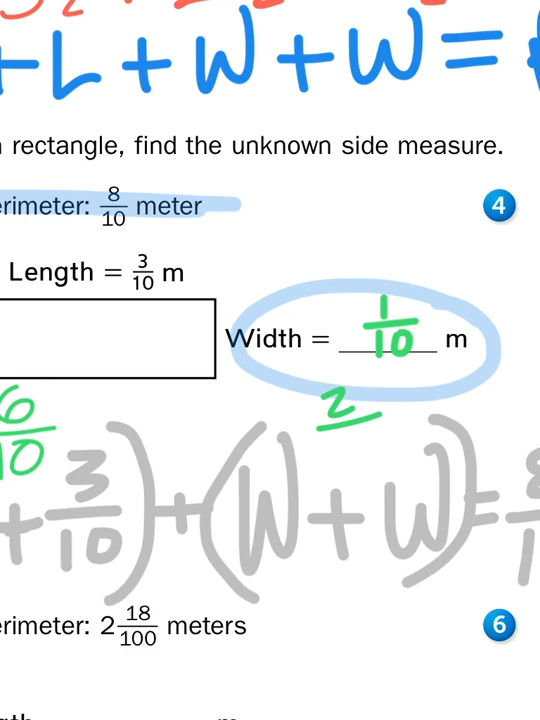 +L+W+W=
rectangle, find the unknown side measure.
erimeter: 8/10 meter
4
Length = 3/10 m
Width = 1/10 m
6/10
2
+ 3/10) + (W + W) =
erimeter: 2 18/100 meters
6